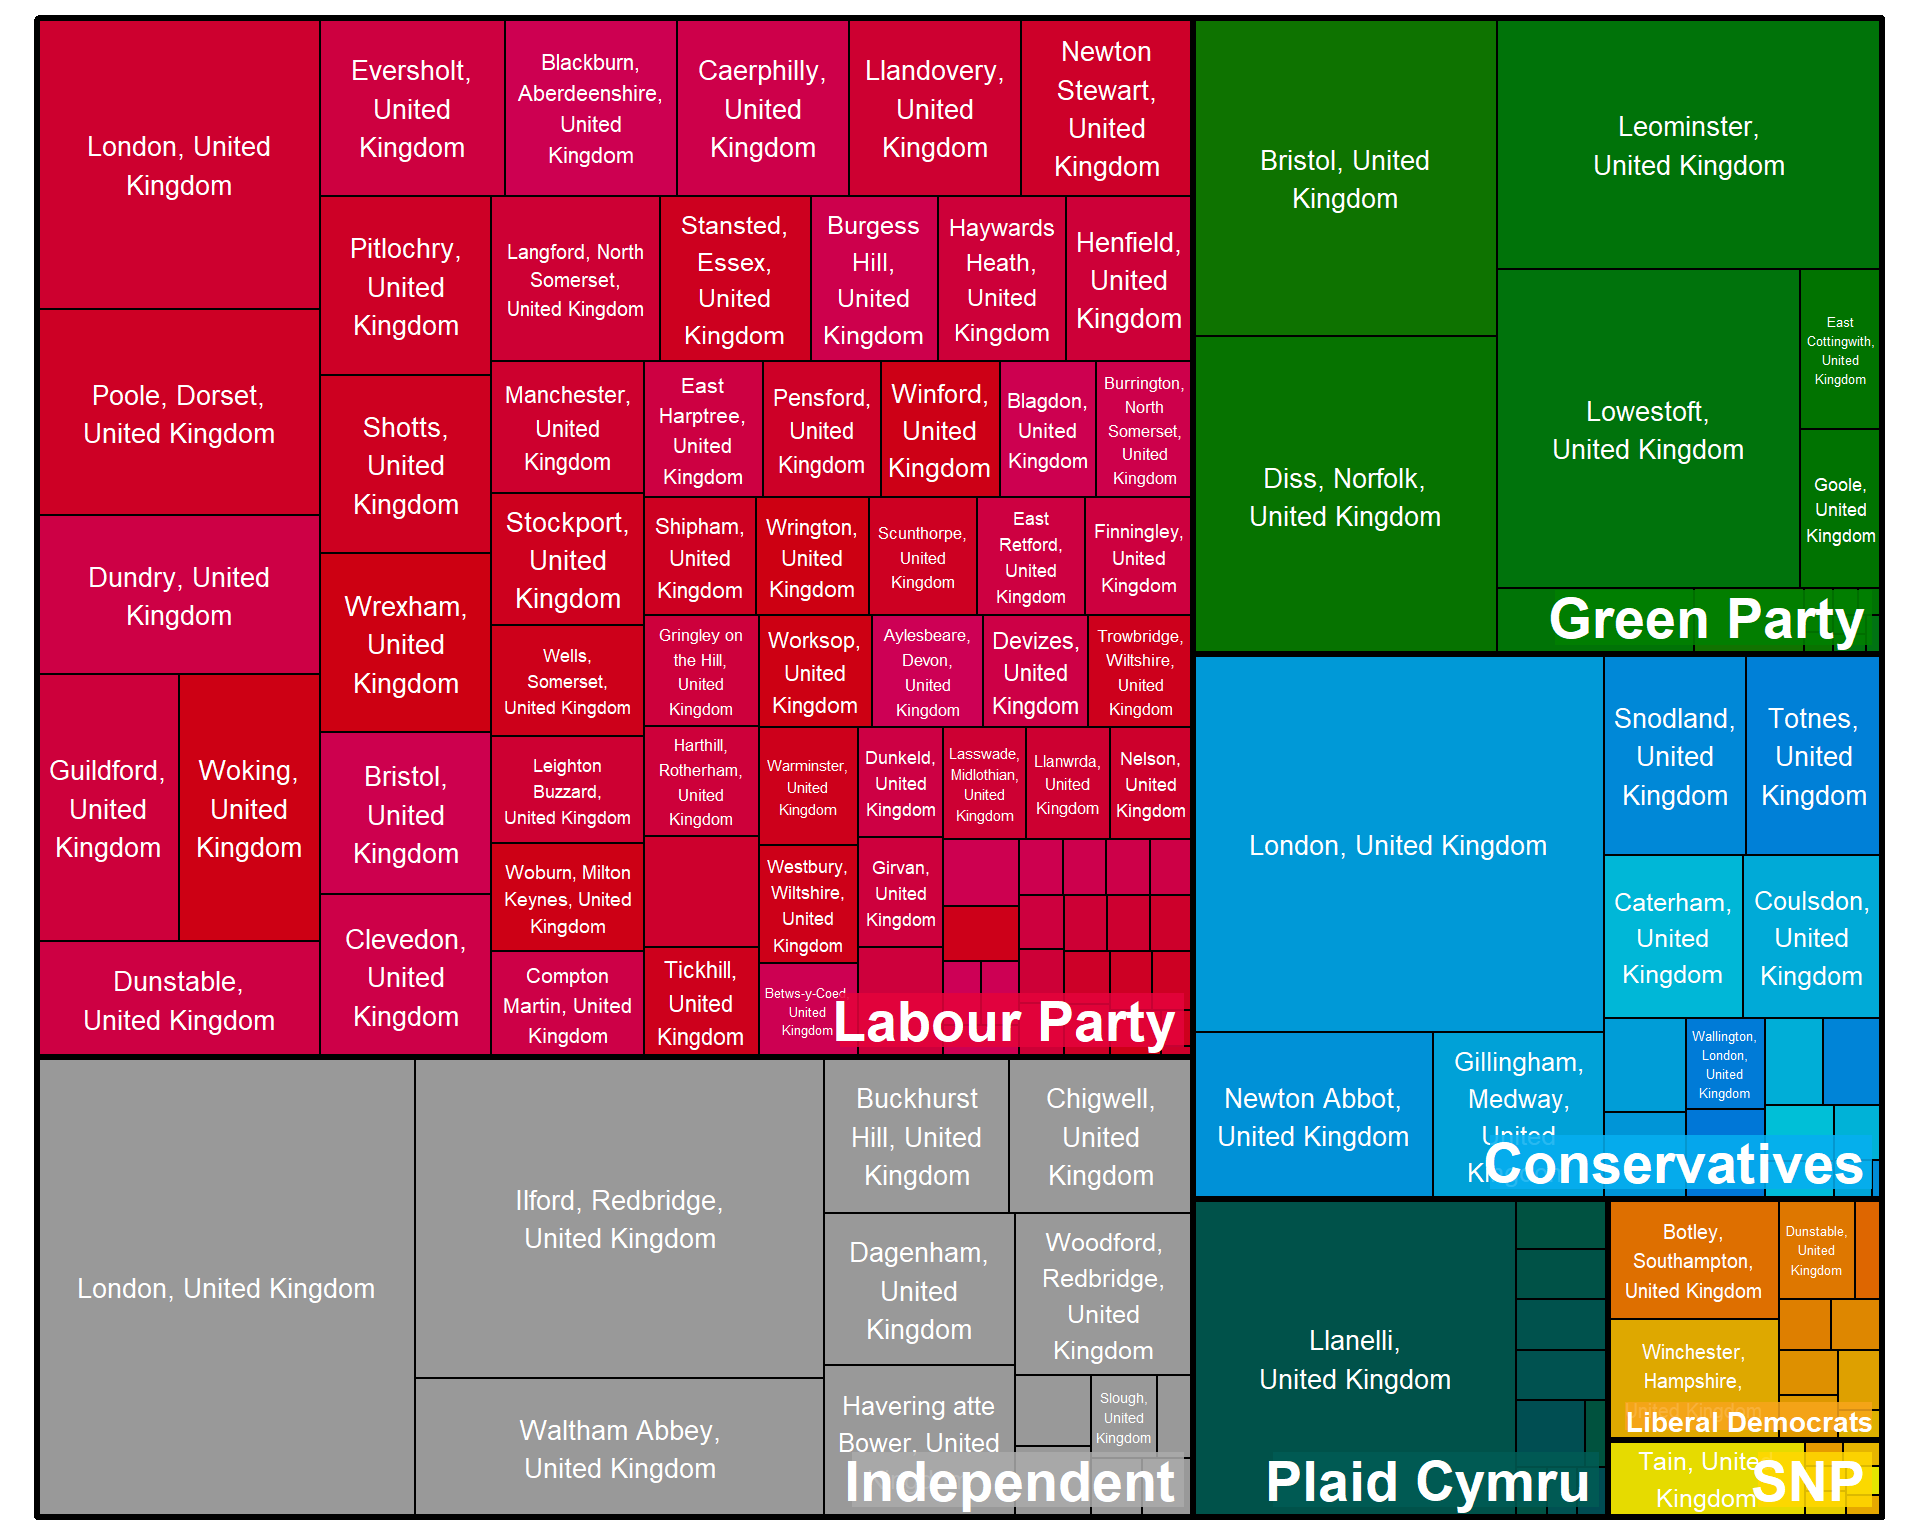 London, United
Kingdom
Eversholt,
United
Kingdom
Blackburn,
Aberdeenshire,
United
Kingdom
Caerphilly,
United
Kingdom
Llandovery,
United
Kingdom
Newton
Stewart,
United
Kingdom
Pitlochry,
United
Kingdom
Langford, North
Somerset,
United Kingdom
Stansted,
Essex,
United
Kingdom
Burgess
Hill,
United
Kingdom
Haywards
Heath,
United
Kingdom
Henfield,
United
Kingdom
Poole, Dorset,
United Kingdom
Shotts,
United
Kingdom
Manchester,
United
Kingdom
East
Harptree,
United
Kingdom
Pensford,
United
Kingdom
Winford,
United
Kingdom
Blagdon,
United
Kingdom
Burrington,
North
Somerset,
United
Kingdom
Stockport,
United
Kingdom
Shipham,
United
Kingdom
Wrington,
United
Kingdom
Scunthorpe,
United
Kingdom
East
Retford,
United
Kingdom
Finningley,
United
Kingdom
Dundry, United
Kingdom
Wrexham,
United
Kingdom
Wells,
Somerset,
United Kingdom
Gringley on
the Hill,
United
Kingdom
Worksop,
United
Kingdom
Aylesbeare,
Devon,
United
Kingdom
Devizes,
United
Kingdom
Trowbridge,
Wiltshire,
United
Kingdom
Guildford,
United
Kingdom
Woking,
United
Kingdom
Bristol,
United
Kingdom
Leighton
Buzzard,
United Kingdom
Harthill,
Rotherham,
United
Kingdom
Warminster,
United
Kingdom
Dunkeld,
United
Kingdom
Lasswade,
Midlothian,
United
Kingdom
Llanwrda,
United
Kingdom
Nelson,
United
Kingdom
Woburn, Milton
Keynes, United
Kingdom
Westbury,
Wiltshire,
United
Kingdom
Girvan,
United
Kingdom
Dunstable,
United Kingdom
Clevedon,
United
Kingdom
Compton
Martin, United
Kingdom
Tickhill,
United
Kingdom
Betws-y-Coed,
United
Kingdom
Labour Party
Bristol, United
Kingdom
Leominster,
United Kingdom
Diss, Norfolk,
United Kingdom
Lowestoft,
United Kingdom
East
Cottingwith,
United
Kingdom
Goole,
United
Kingdom
Green Party
London, United Kingdom
Snodland,
United
Kingdom
Totnes,
United
Kingdom
Caterham,
United
Kingdom
Coulsdon,
United
Kingdom
Newton Abbot,
United Kingdom
Gillingham,
Medway,
United
Kingdom
Wallington,
London,
United
Kingdom
Conservatives
London, United Kingdom
Ilford, Redbridge,
United Kingdom
Waltham Abbey,
United Kingdom
Buckhurst
Hill, United
Kingdom
Chigwell,
United
Kingdom
Dagenham,
United
Kingdom
Woodford,
Redbridge,
United
Kingdom
Havering atte
Bower, United
Slough,
United
Kingdom
Independent
Llanelli,
United Kingdom
Plaid Cymru
Botley,
Southampton,
United Kingdom
Dunstable,
United
Kingdom
Winchester,
Hampshire,
United Kingdom
Liberal Democrats
Tain, United
Kingdom
SNP